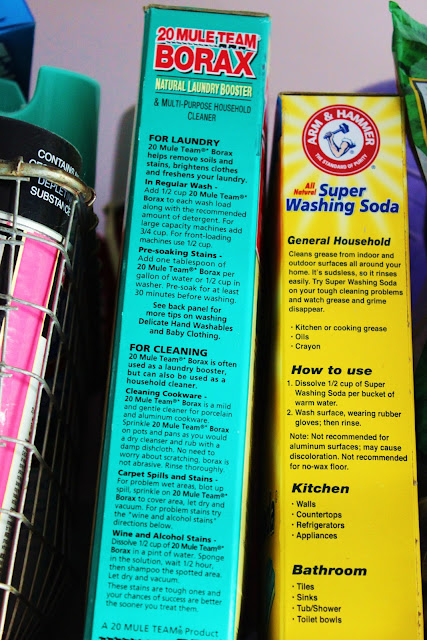 CONTAINS
DEPLET
SUBSTANCE
20 MULE TEAM
BORAX
NATURAL LAUNDRY BOOSTER
& MULTI-PURPOSE HOUSEHOLD
CLEANER
FOR LAUNDRY
20 Mule Team®* Borax
helps remove soils and
stains, brightens clothes
and freshens your laundry.
In Regular Wash -
Add 1/2 cup 20 Mule Team®*
Borax to each wash load
along with the recommended
amount of detergent. For
large capacity machines add
3/4 cup. For front-loading
machines use 1/2 cup.
Pre-soaking Stains -
Add one tablespoon of
20 Mule Team®* Borax per
gallon of water or 1/2 cup in
washer. Pre-soak for at least
30 minutes before washing.
See back panel for
more tips on washing
Delicate Hand Washables
and Baby Clothing.
FOR CLEANING
20 Mule Team®* Borax is often
used as a laundry booster,
but can also be used as a
household cleaner.
Cleaning Cookware -
20 Mule Team®* Borax is a mild
and gentle cleaner for porcelain
and aluminum cookware.
Sprinkle 20 Mule Team®* Borax
on pots and pans as you would
a dry cleanser and rub with a
damp dishcloth. No need to
worry about scratching, borax is
not abrasive. Rinse thoroughly.
Carpet Spills and Stains -
For problem wet areas, blot up
spill, sprinkle on 20 Mule Team®*
Borax to cover area, let dry and
vacuum. For problem stains try
the "wine and alcohol stains"
directions below.
Wine and Alcohol Stains -
Dissolve 1/2 cup of 20 Mule Team®*
Borax in a pint of water. Sponge
in the solution, wait 1/2 hour,
then shampoo the spotted area.
Let dry and vacuum.
These stains are tough ones and
your chances of success are better
the sooner you treat them.
A 20 MULE TEAM® Product
ARM & HAMMER
THE STANDARD OF PURITY
All
Natural
Super
Washing Soda
General Household
Cleans grease from indoor and
outdoor surfaces all around your
home. It's sudsless, so it rinses
easily. Try Super Washing Soda
on your tough cleaning problems
and watch grease and grime
disappear.
· Kitchen or cooking grease
· Oils
· Crayon
How to use
1. Dissolve 1/2 cup of Super
Washing Soda per bucket of
warm water.
2. Wash surface, wearing rubber
gloves; then rinse.
Note: Not recommended for
aluminum surfaces; may cause
discoloration. Not recommended
for no-wax floor.
Kitchen
· Walls
· Countertops
· Refrigerators
· Appliances
Bathroom
· Tiles
· Sinks
· Tub/Shower
· Toilet bowls